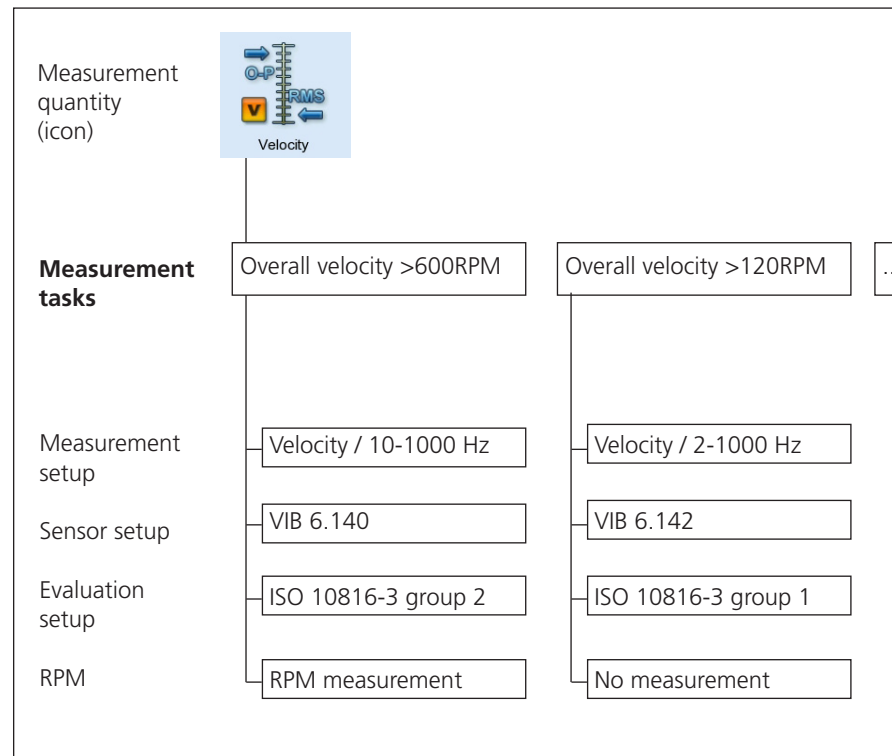 Measurement
quantity
(icon)
O-P
RMS
V
Velocity
Measurement
tasks
Overall velocity >600RPM
Overall velocity >120RPM
..
Measurement
setup
Velocity / 10-1000 Hz
Velocity / 2-1000 Hz
Sensor setup
VIB 6.140
VIB 6.142
Evaluation
setup
ISO 10816-3 group 2
ISO 10816-3 group 1
RPM
RPM measurement
No measurement